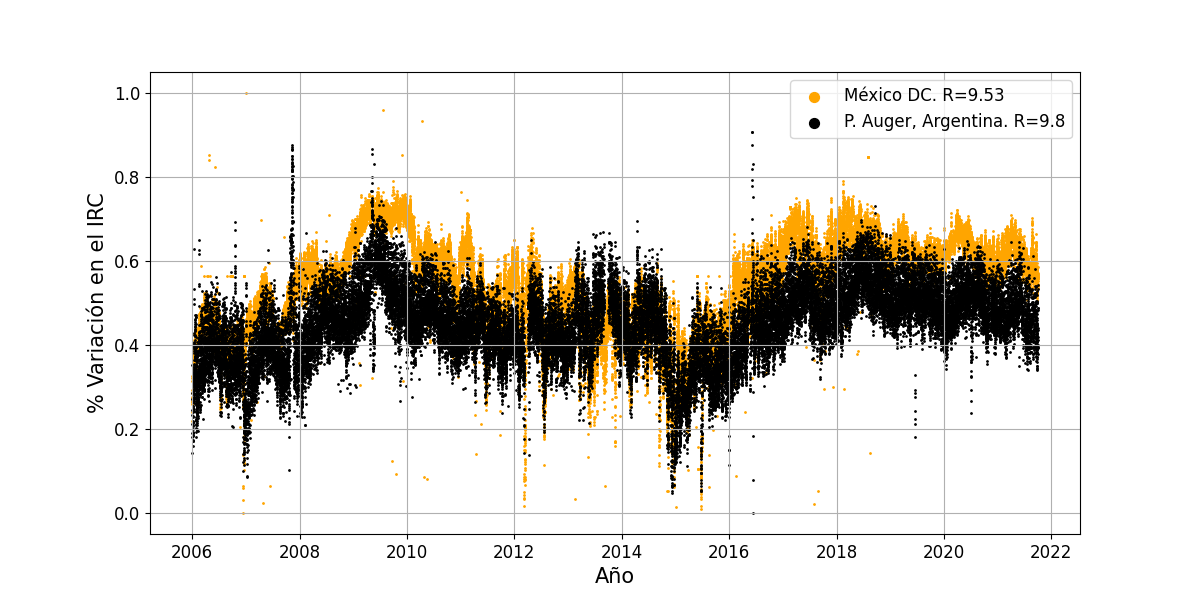 México DC. R=9.53
P. Auger, Argentina. R=9.8
% Variación en el IRC
1.0
0.8
0.6
0.4
0.2
0.0
2006 2008 2010 2012 2014 2016 2018 2020 2022
Año